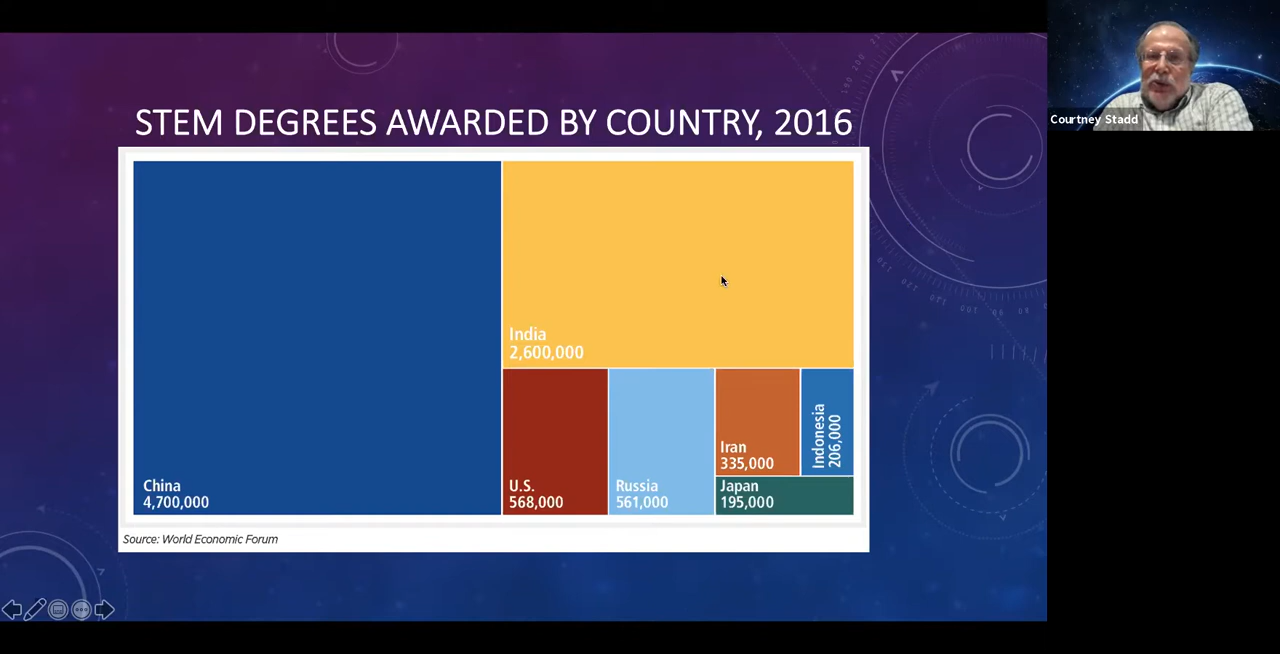 STEM DEGREES AWARDED BY COUNTRY, 2016
India
2,600,000
China
4,700,000
U.S.
568,000
Russia
561,000
Iran
335,000
Indonesia
206,000
Japan
195,000
Source: World Economic Forum
Courtney Stadd